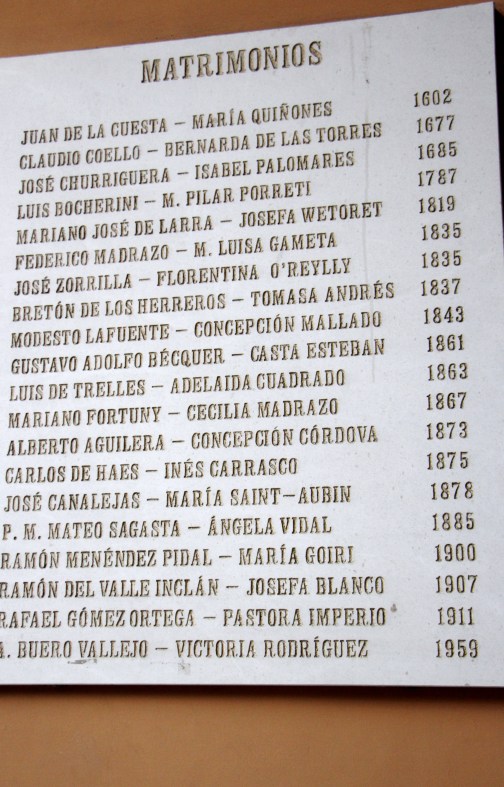 MATRIMONIOS
JUAN DE LA CUESTA – MARÍA QUIÑONES 1602
CLAUDIO COELLO – BERNARDA DE LAS TORRES 1677
JOSÉ CHURRIGUERA – ISABEL PALOMARES 1685
LUIS BOCHERINI – M. PILAR PORRETI 1787
MARIANO JOSÉ DE LARRA – JOSEFA WETORET 1819
FEDERICO MADRAZO – M. LUISA GAMETA 1835
JOSÉ ZORRILLA – FLORENTINA O'REYLLY 1835
BRETÓN DE LOS HERREROS – TOMASA ANDRÉS 1837
MODESTO LAFUENTE – CONCEPCIÓN MALLADO 1843
GUSTAVO ADOLFO BÉCQUER – CASTA ESTEBAN 1861
LUIS DE TRELLES – ADELAIDA CUADRADO 1863
MARIANO FORTUNY – CECILIA MADRAZO 1867
ALBERTO AGUILERA – CONCEPCIÓN CÓRDOVA 1873
CARLOS DE HAES – INÉS CARRASCO 1875
JOSÉ CANALEJAS – MARÍA SAINT–AUBIN 1878
P. M. MATEO SAGASTA – ÁNGELA VIDAL 1885
RAMÓN MENÉNDEZ PIDAL – MARÍA GOIRI 1900
RAMÓN DEL VALLE INCLÁN – JOSEFA BLANCO 1907
RAFAEL GÓMEZ ORTEGA – PASTORA IMPERIO 1911
A. BUERO VALLEJO – VICTORIA RODRÍGUEZ 1959